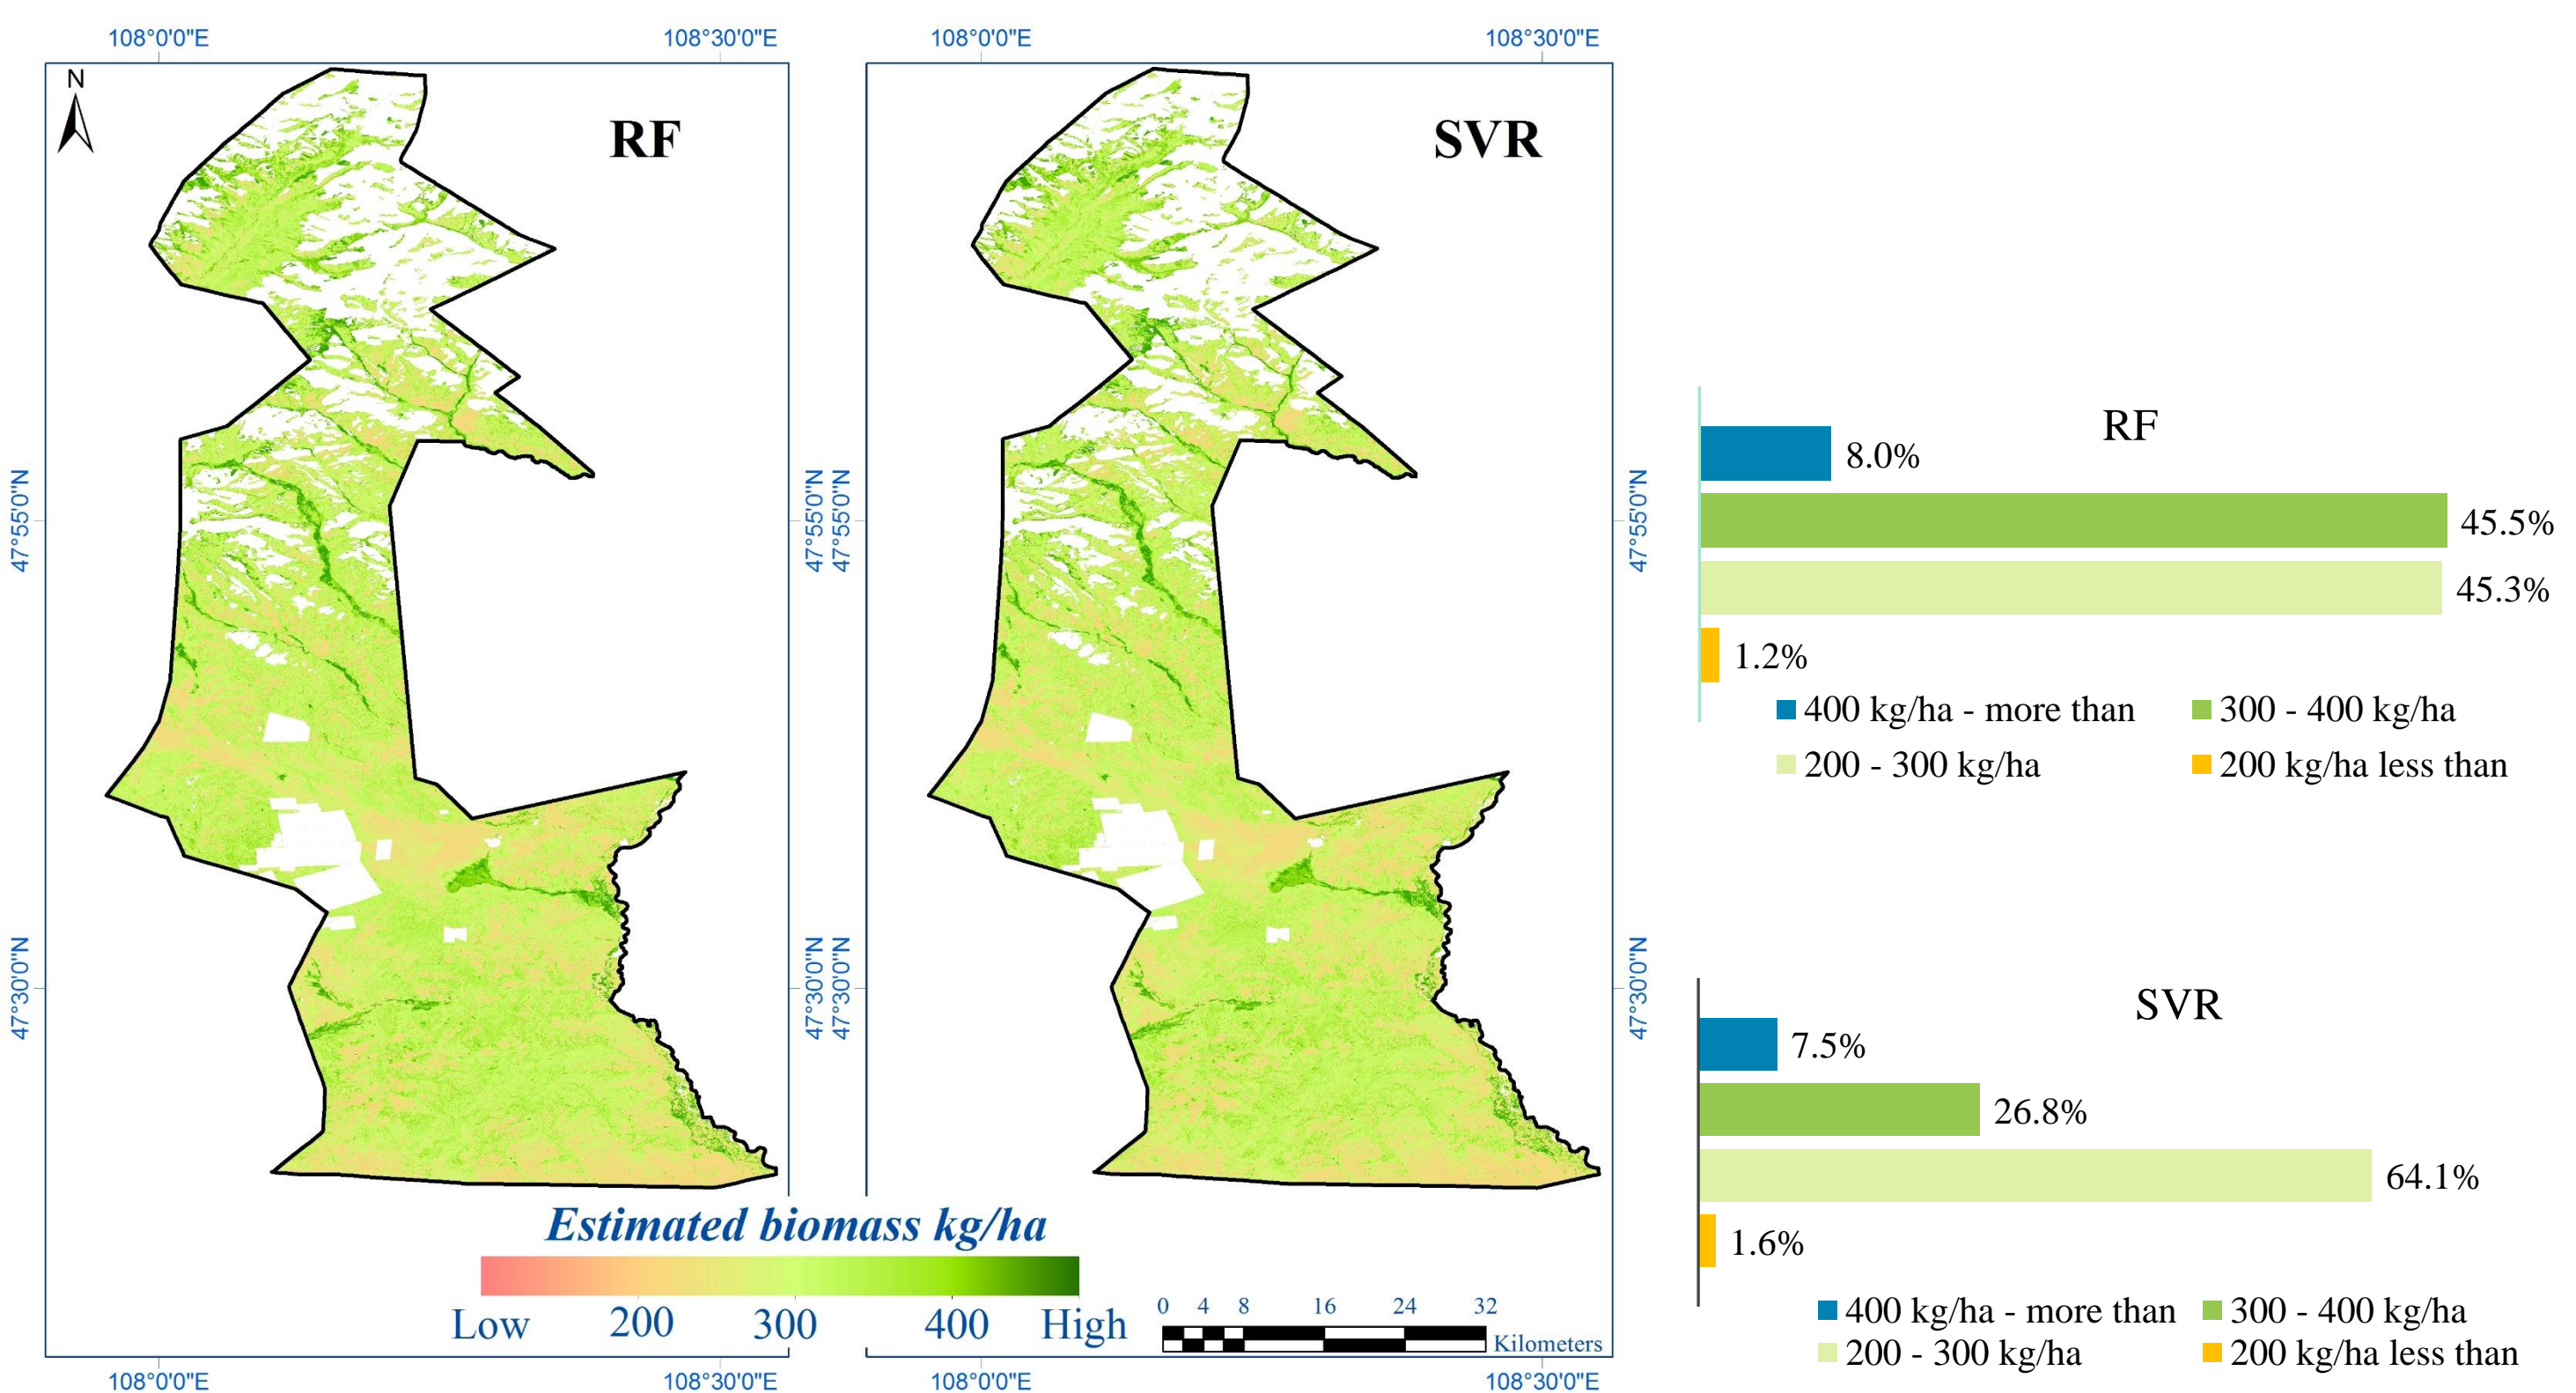 108°0'0"E
108°30'0"E
108°0'0"E
108°30'0"E
N
RF
SVR
47°55'0"N
47°55'0"N
47°55'0"N
47°55'0"N
47°30'0"N
47°30'0"N
47°30'0"N
47°30'0"N
Estimated biomass kg/ha
Low 200 300 400 High
0 4 8 16 24 32
Kilometers
108°0'0"E
108°30'0"E
108°0'0"E
108°30'0"E
RF
8.0%
45.5%
45.3%
1.2%
400 kg/ha - more than
300 - 400 kg/ha
200 - 300 kg/ha
200 kg/ha less than
SVR
7.5%
26.8%
64.1%
1.6%
400 kg/ha - more than
300 - 400 kg/ha
200 - 300 kg/ha
200 kg/ha less than